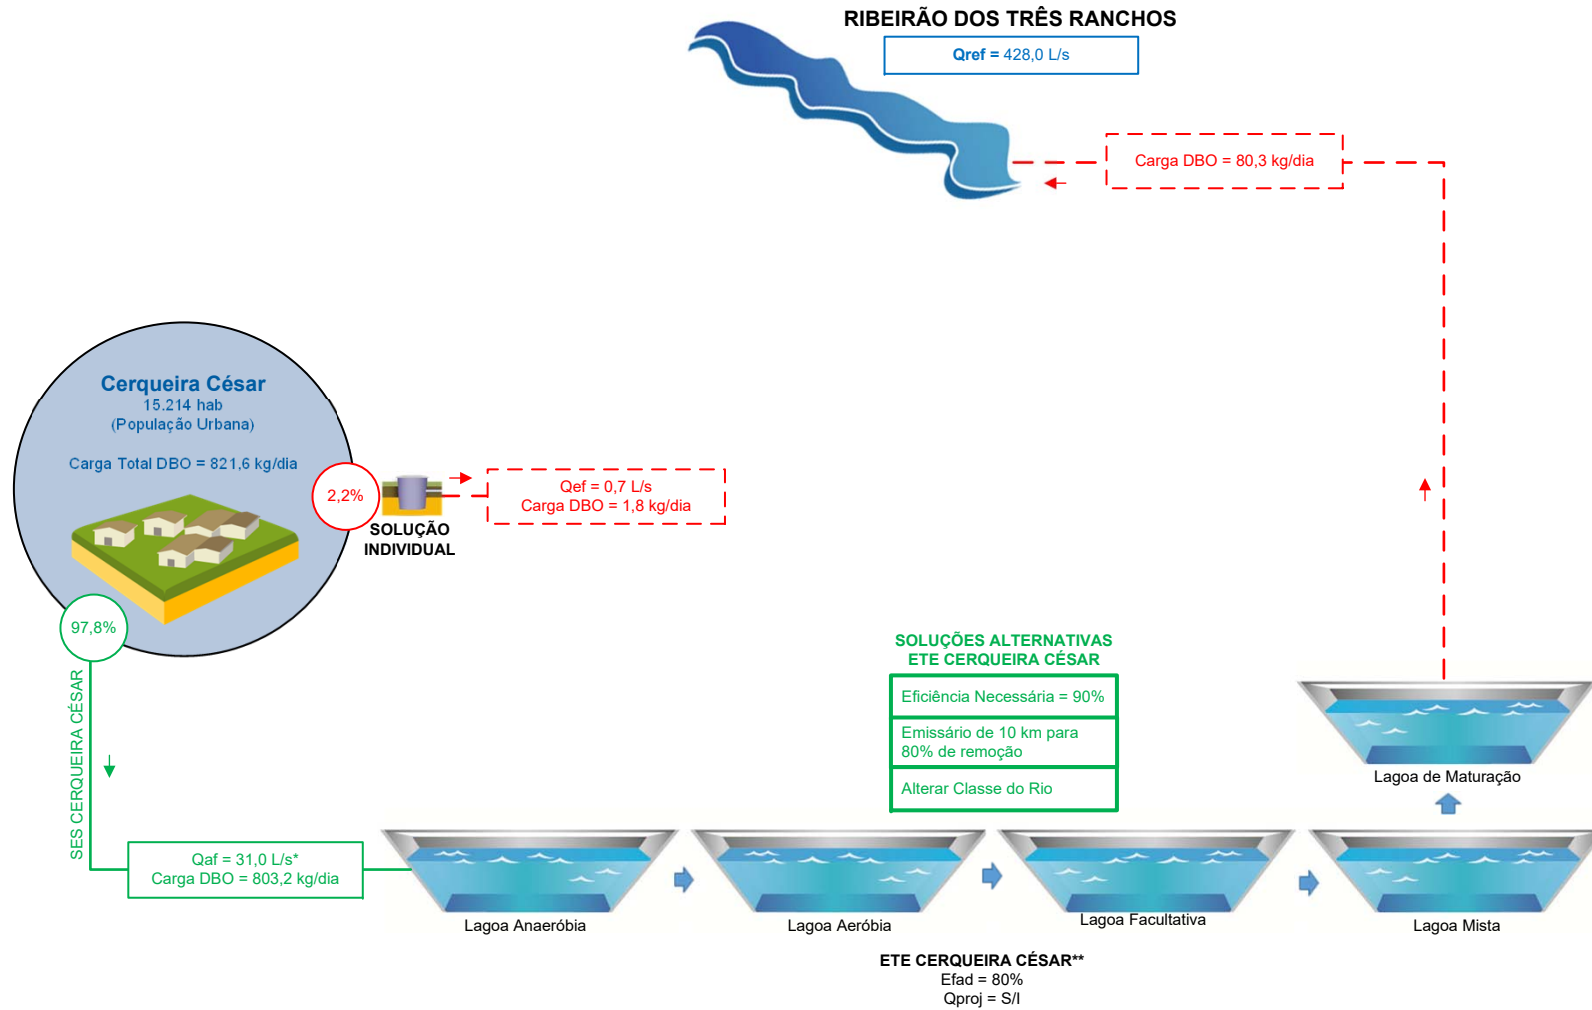 RIBEIRÃO DOS TRÊS RANCHOS
Qref = 428,0 L/s
Carga DBO = 80,3 kg/dia
Cerqueira César
15.214 hab
(População Urbana)
Carga Total DBO = 821,6 kg/dia
2,2%
SOLUÇÃO
INDIVIDUAL
Qef = 0,7 L/s
Carga DBO = 1,8 kg/dia
97,8%
SES CERQUEIRA CÉSAR
Qaf = 31,0 L/s*
Carga DBO = 803,2 kg/dia
SOLUÇÕES ALTERNATIVAS
ETE CERQUEIRA CÉSAR
Eficiência Necessária = 90%
Emissário de 10 km para
80% de remoção
Alterar Classe do Rio
Lagoa de Maturação
Lagoa Anaeróbia
Lagoa Aeróbia
Lagoa Facultativa
Lagoa Mista
ETE CERQUEIRA CÉSAR**
Efad = 80%
Qproj = S/I